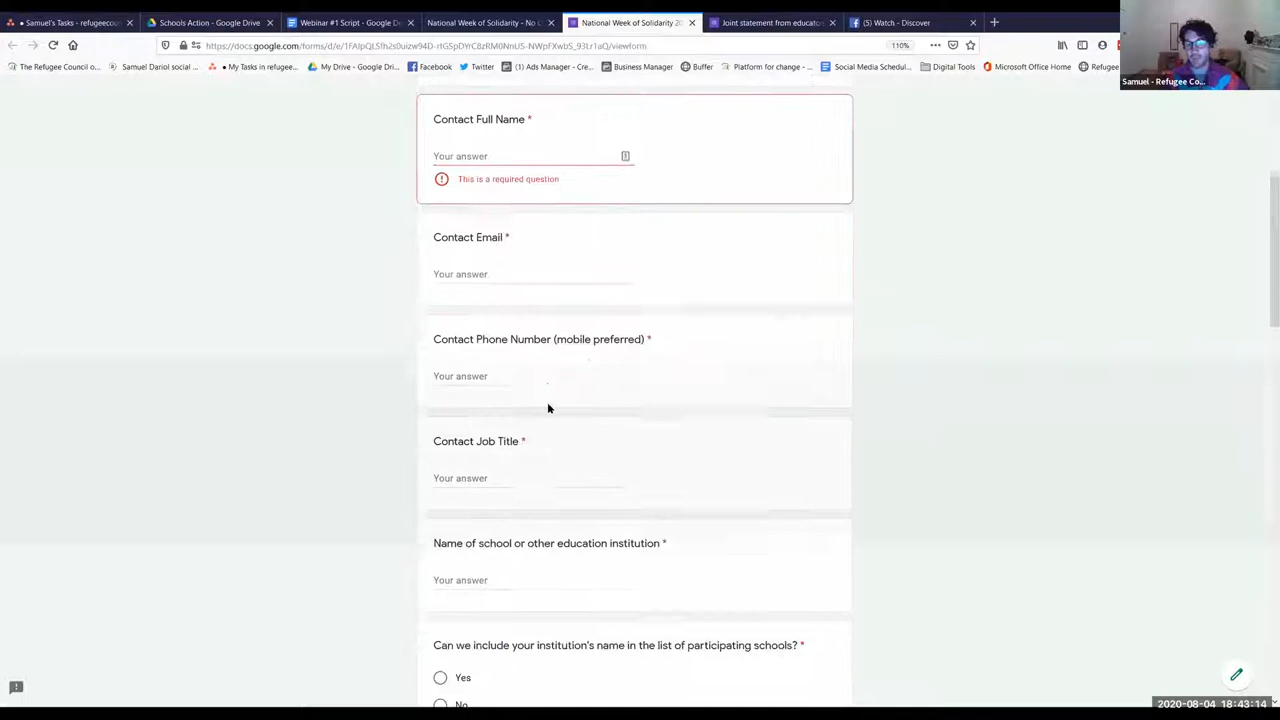 Samuel's Tasks - refugeecoun
Schools Action - Google Drive
Webinar #1 Script - Google De
National Week of Solidarity - No C
National Week of Solidarity 20
Joint statement from educator
(5) Watch - Discover
110%
The Refugee Council o...
Samuel Dariol social ...
My Tasks in refugee...
My Drive - Google Dri...
Facebook
Twitter
(1) Ads Manager - Cre...
Business Manager
Buffer
Platform for change - ...
Social Media Schedul...
Digital Tools
Microsoft Office Home
Refugee
Samuel - Refugee Co...
Contact Full Name *
Your answer
This is a required question
Contact Email *
Your answer
Contact Phone Number (mobile preferred) *
Your answer
Contact Job Title *
Your answer
Name of school or other education institution *
Your answer
Can we include your institution's name in the list of participating schools? *
Yes
No
2020-08-04 18:43:14